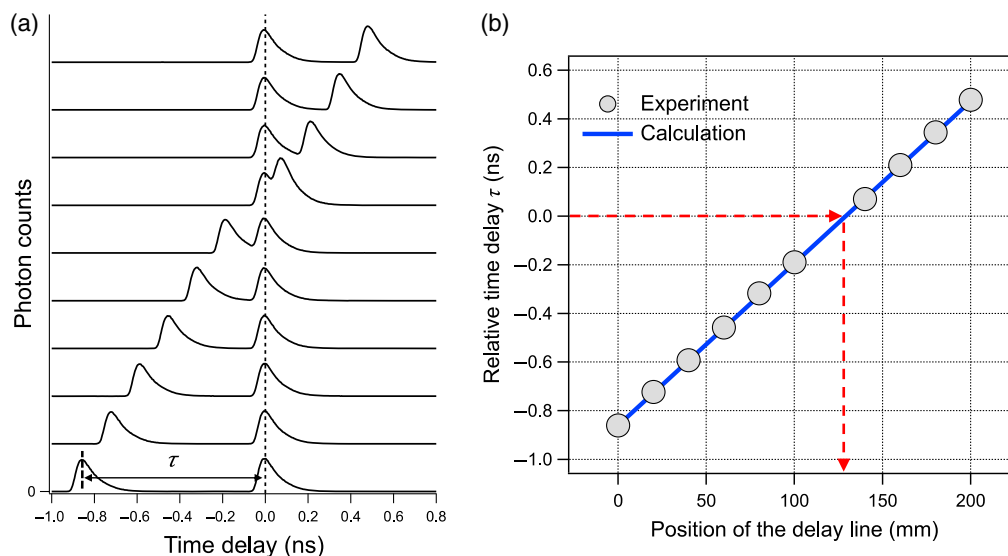 (a)
Photon counts
τ
0
–1.0 –0.8 –0.6 –0.4 –0.2 0.0 0.2 0.4 0.6 0.8
Time delay (ns)
(b)
Relative time delay τ (ns)
0.6
0.4
0.2
0.0
–0.2
–0.4
–0.6
–0.8
–1.0
Experiment
Calculation
0 50 100 150 200
Position of the delay line (mm)